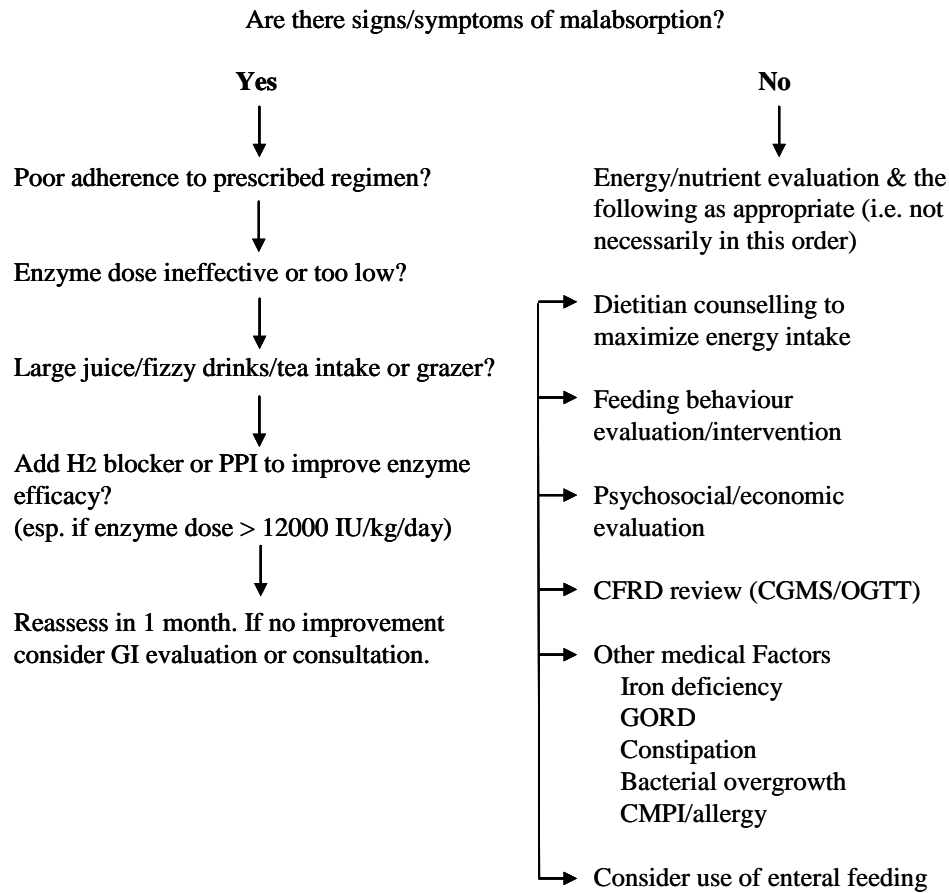 Are there signs/symptoms of malabsorption?
Yes
Poor adherence to prescribed regimen?
Enzyme dose ineffective or too low?
Large juice/fizzy drinks/tea intake or grazer?
Add H2 blocker or PPI to improve enzyme
efficacy?
(esp. if enzyme dose > 12000 IU/kg/day)
Reassess in 1 month. If no improvement
consider GI evaluation or consultation.
No
Energy/nutrient evaluation & the
following as appropriate (i.e. not
necessarily in this order)
Dietitian counselling to
maximize energy intake
Feeding behaviour
evaluation/intervention
Psychosocial/economic
evaluation
CFRD review (CGMS/OGTT)
Other medical Factors
Iron deficiency
GORD
Constipation
Bacterial overgrowth
CMPI/allergy
Consider use of enteral feeding